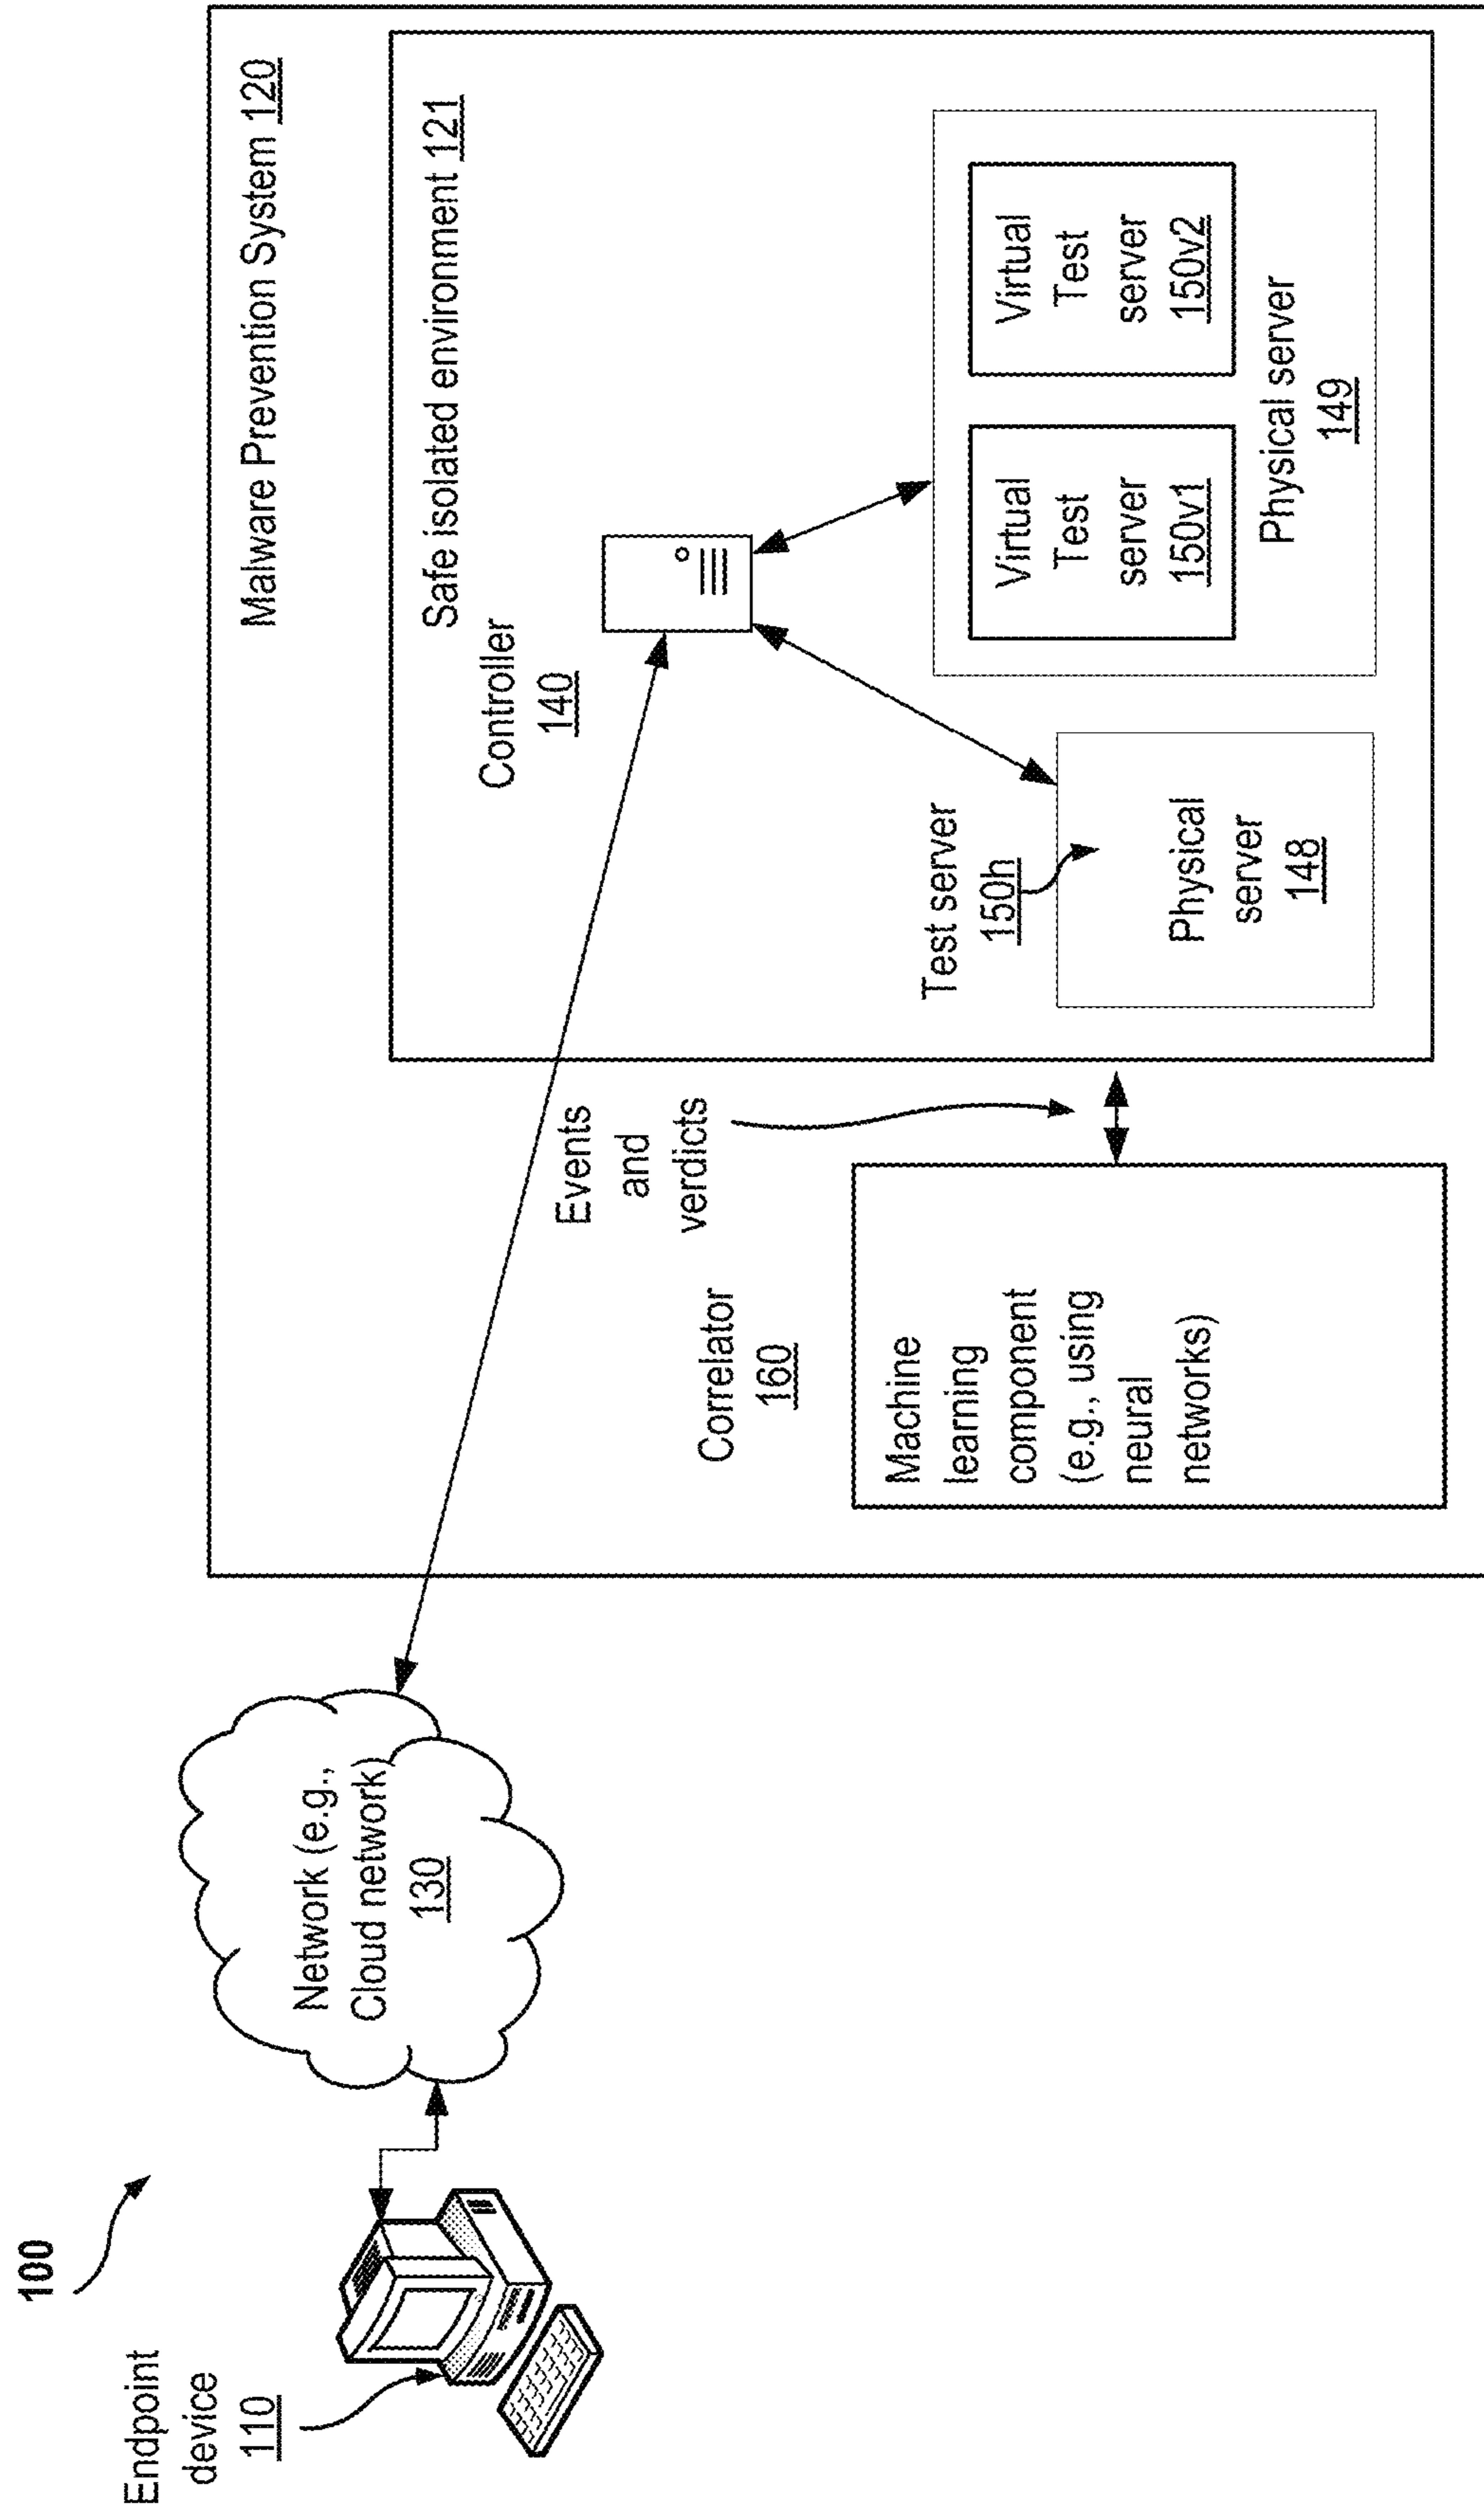 100
Endpoint
device
110
Network (e.g.,
Cloud network)
130
Malware Prevention System 120
Safe isolated environment 121
Controller
140
Events
and
verdicts
Correlator
160
Machine
learning
component
(e.g., using
neural
networks)
Test server
150h
Physical
server
148
Virtual
Test
server
150v1
Virtual
Test
server
150v2
Physical server
149